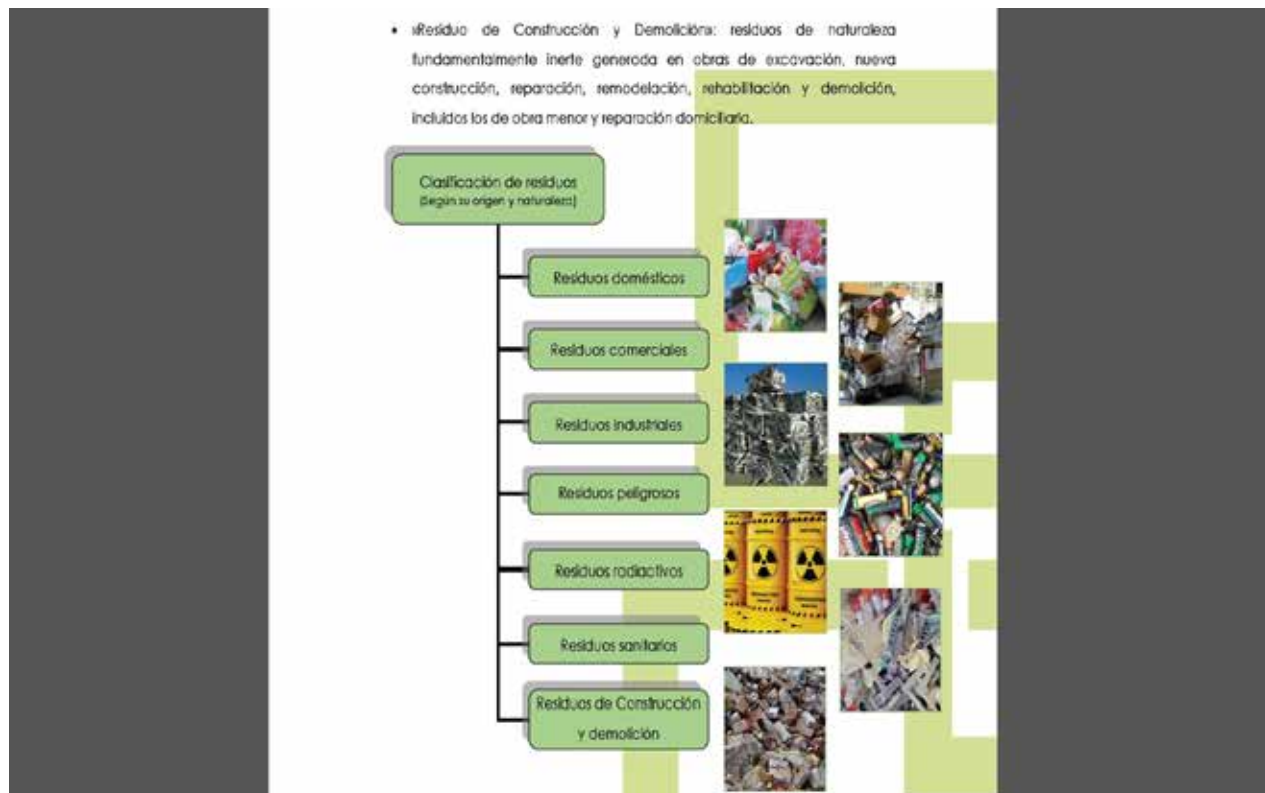 • «Residuo de Construcción y Demolición»: residuos de naturaleza
fundamentalmente inerte generada en obras de excavación, nueva
construcción, reparación, remodelación, rehabilitación y demolición,
incluidos los de obra menor y reparación domiciliaria.
Clasificación de residuos
(Según su origen y naturaleza)
Residuos domésticos
Residuos comerciales
Residuos industriales
Residuos peligrosos
Residuos radiactivos
Residuos sanitarios
Residuos de Construcción
y demolición